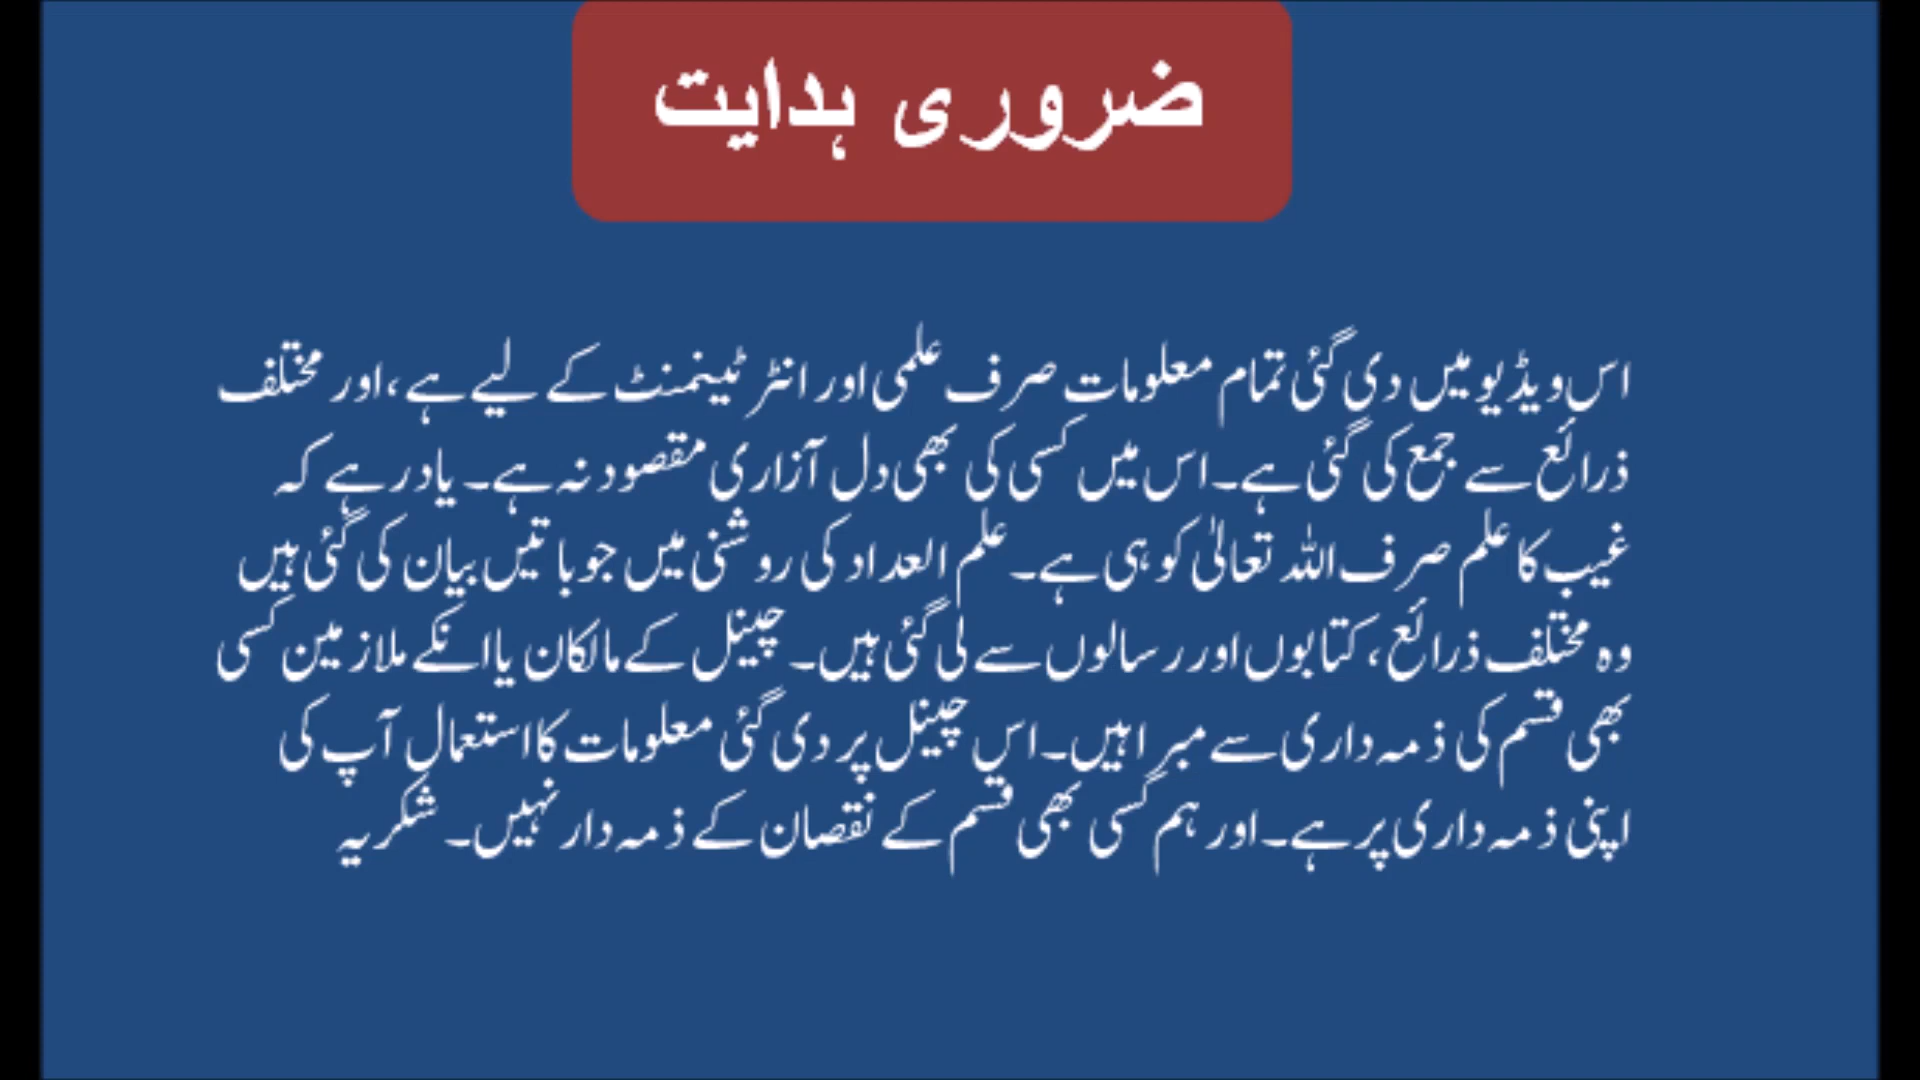 ضروری ہدایت
اس ویڈیو میں دی گئی تمام معلومات صرف علمی اور انٹرٹینمنٹ کے لیے ہے، اور مختلف
ذرائع سے جمع کی گئی ہے۔ اس میں کسی کی بھی دل آزاری مقصود نہ ہے۔ یاد رہے کہ
غیب کا علم صرف اللہ تعالیٰ کو ہی ہے۔ علم العداد کی روشنی میں جو باتیں بیان کی گئی ہیں
وہ مختلف ذرائع، کتابوں اور رسالوں سے لی گئی ہیں۔ چینل کے مالکان یا انکے ملازمین کسی
بھی قسم کی ذمہ داری سے مبرا ہیں۔ اس چینل پر دی گئی معلومات کا استعمال آپ کی
اپنی ذمہ داری پر ہے۔ اور ہم کسی بھی قسم کے نقصان کے ذمہ دار نہیں۔ شکریہ